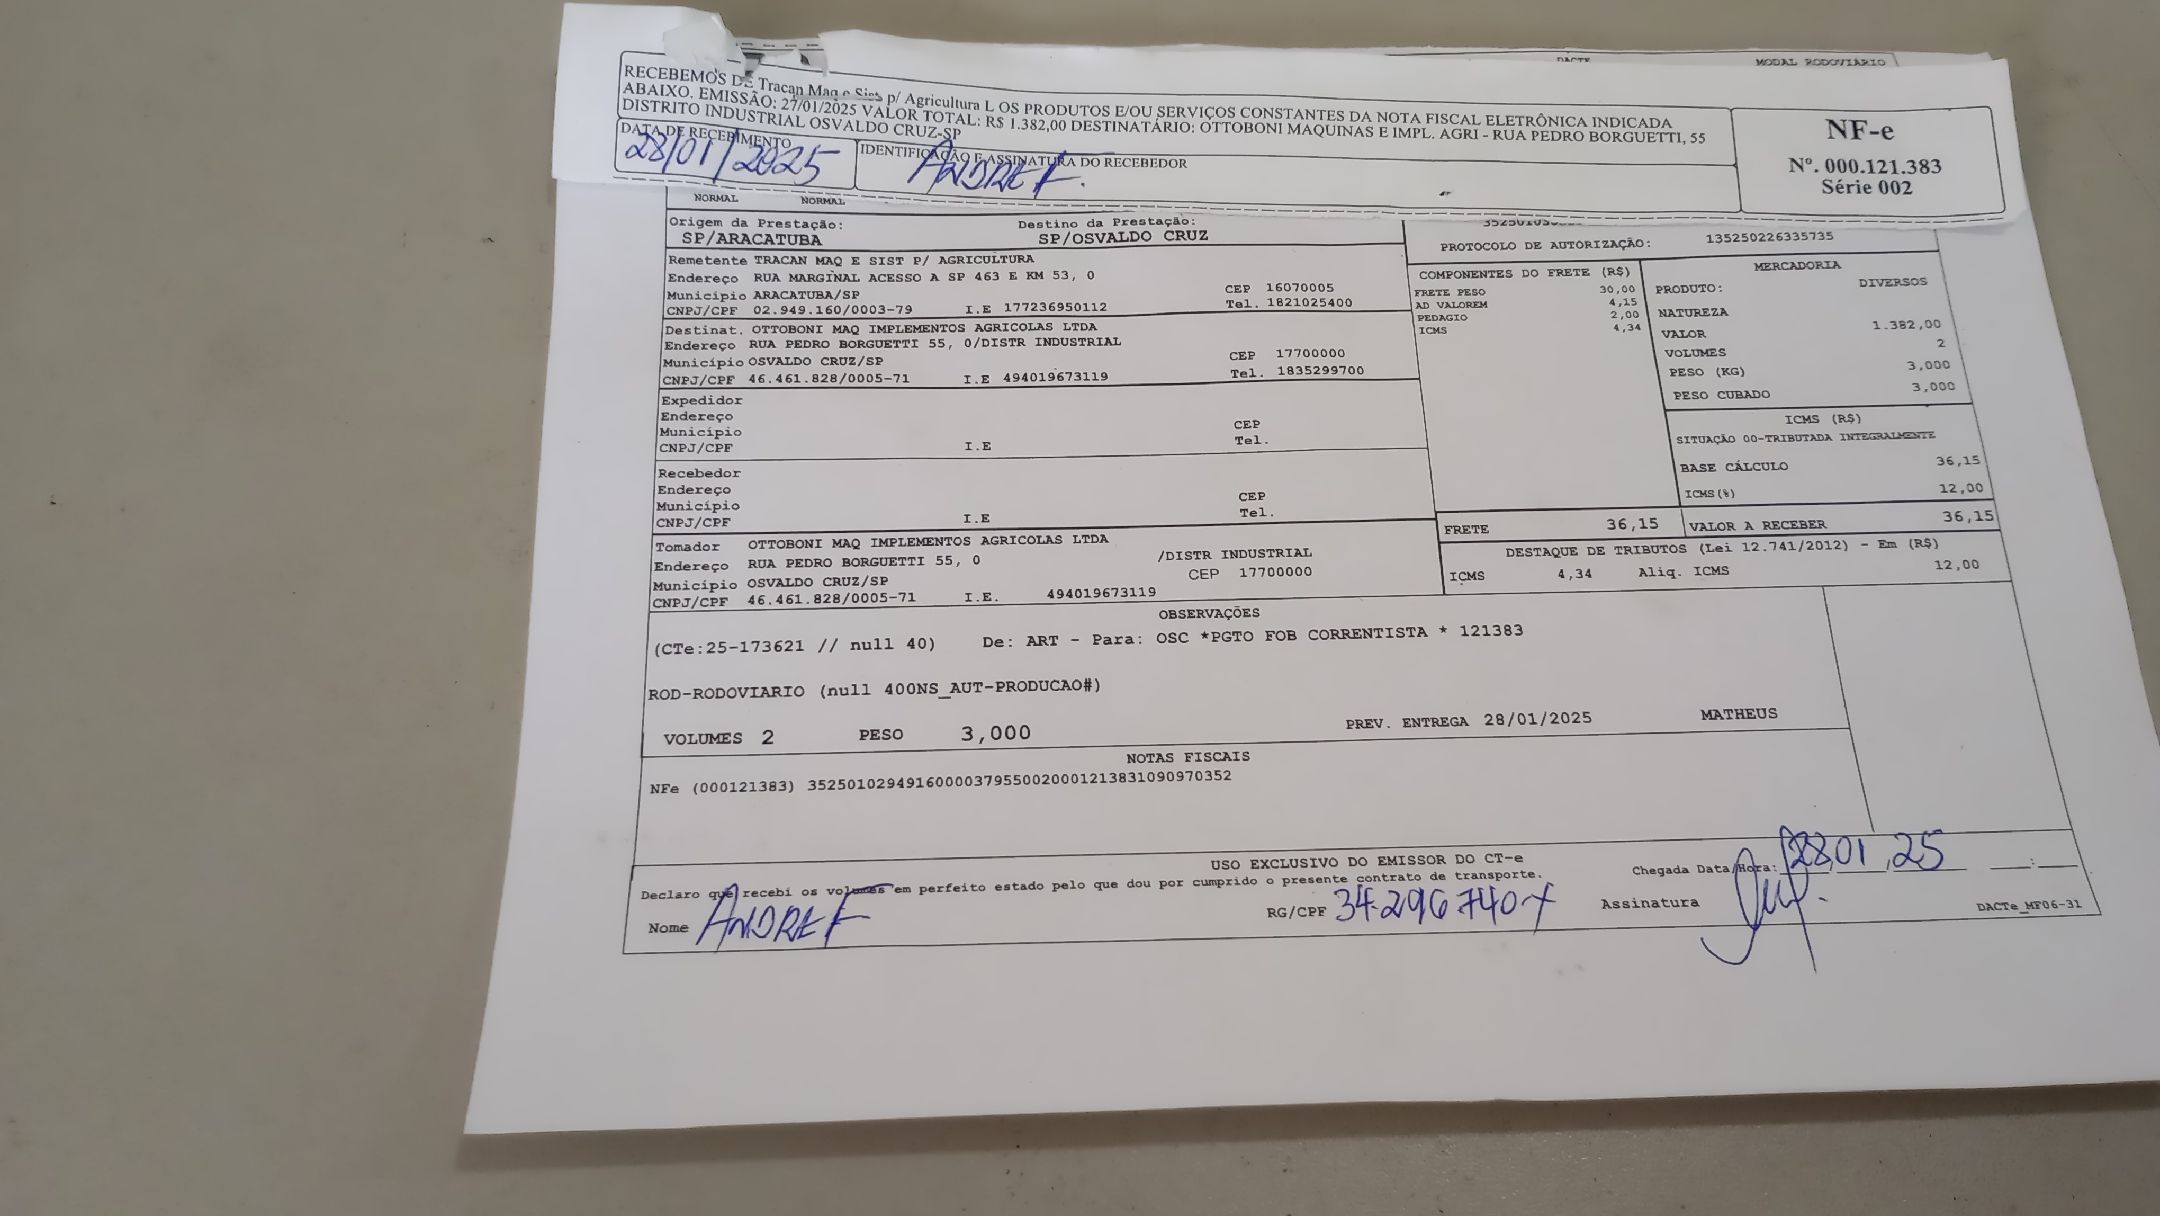 DACTE MODAL RODOVIÁRIO
RECEBEMOS DE Tracan Maq e Sist p/ Agricultura L OS PRODUTOS E/OU SERVIÇOS CONSTANTES DA NOTA FISCAL ELETRÔNICA INDICADA
ABAIXO. EMISSÃO: 27/01/2025 VALOR TOTAL: R$ 1.382,00 DESTINATÁRIO: OTTOBONI MAQUINAS E IMPL. AGRI - RUA PEDRO BORGUETTI, 55
DISTRITO INDUSTRIAL OSVALDO CRUZ-SP
NF-e
Nº. 000.121.383
Série 002
DATA DE RECEBIMENTO
28/01/2025
IDENTIFICAÇÃO E ASSINATURA DO RECEBEDOR
ANDRE F.
NORMAL NORMAL
Origem da Prestação: Destino da Prestação:
SP/ARACATUBA SP/OSVALDO CRUZ
PROTOCOLO DE AUTORIZAÇÃO: 135250226335735
Remetente TRACAN MAQ E SIST P/ AGRICULTURA
Endereço RUA MARGINAL ACESSO A SP 463 E KM 53, 0
Município ARACATUBA/SP CEP 16070005
CNPJ/CPF 02.949.160/0003-79 I.E 177236950112 Tel. 1821025400
Destinat. OTTOBONI MAQ IMPLEMENTOS AGRICOLAS LTDA
Endereço RUA PEDRO BORGUETTI 55, 0/DISTR INDUSTRIAL
Município OSVALDO CRUZ/SP CEP 17700000
CNPJ/CPF 46.461.828/0005-71 I.E 494019673119 Tel. 1835299700
Expedidor
Endereço
Município CEP
CNPJ/CPF I.E Tel.
Recebedor
Endereço
Município CEP
CNPJ/CPF I.E Tel.
Tomador OTTOBONI MAQ IMPLEMENTOS AGRICOLAS LTDA
Endereço RUA PEDRO BORGUETTI 55, 0 /DISTR INDUSTRIAL
Município OSVALDO CRUZ/SP CEP 17700000
CNPJ/CPF 46.461.828/0005-71 I.E. 494019673119
COMPONENTES DO FRETE (R$)
FRETE PESO 30,00
AD VALOREM 4,15
PEDAGIO 2,00
ICMS 4,34
MERCADORIA
PRODUTO: DIVERSOS
NATUREZA
VALOR 1.382,00
VOLUMES 2
PESO (KG) 3,000
PESO CUBADO 3,000
ICMS (R$)
SITUAÇÃO 00-TRIBUTADA INTEGRALMENTE
BASE CÁLCULO 36,15
ICMS(%) 12,00
FRETE 36,15 VALOR A RECEBER 36,15
DESTAQUE DE TRIBUTOS (Lei 12.741/2012) - Em (R$)
ICMS 4,34 Aliq. ICMS 12,00
OBSERVAÇÕES
(CTe:25-173621 // null 40) De: ART - Para: OSC *PGTO FOB CORRENTISTA * 121383
ROD-RODOVIARIO (null 400NS_AUT-PRODUCAO#)
VOLUMES 2 PESO 3,000 PREV. ENTREGA 28/01/2025 MATHEUS
NOTAS FISCAIS
NFe (000121383) 35250102949160000379550020001213831090970352
USO EXCLUSIVO DO EMISSOR DO CT-e
Declaro que recebi os volumes em perfeito estado pelo que dou por cumprido o presente contrato de transporte.
Chegada Data/Hora: 28 01 25 __:__
Nome ANDRE F RG/CPF 34.296.740-X Assinatura
DACTe_MF06-31